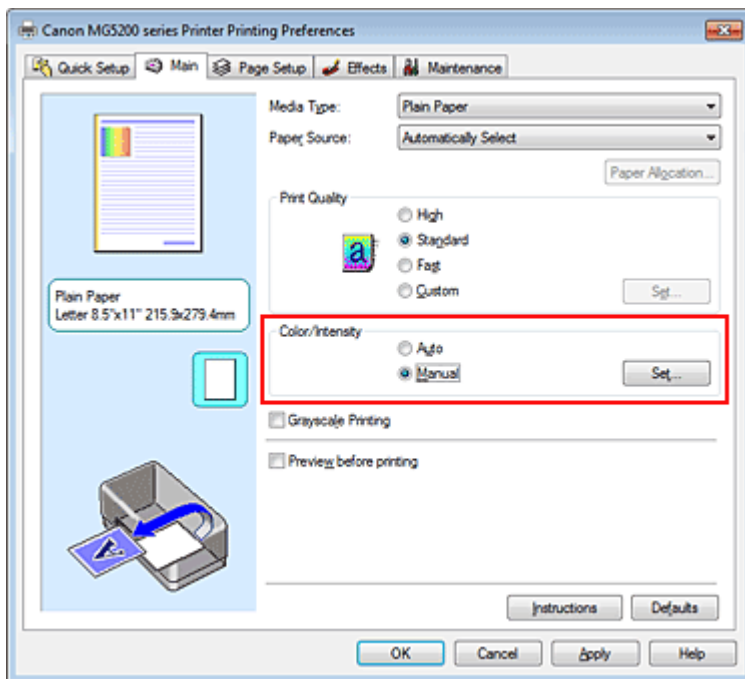 Canon MG5200 series Printer Printing Preferences
Quick Setup Main Page Setup Effects Maintenance
Media Type: Plain Paper
Paper Source: Automatically Select
Paper Allocation...
Print Quality
High
a Standard
Fast
Custom Set...
Plain Paper
Letter 8.5"x11" 215.9x279.4mm
Color/Intensity
Auto
Manual Set...
Grayscale Printing
Preview before printing
A
Instructions Defaults
OK Cancel Apply Help